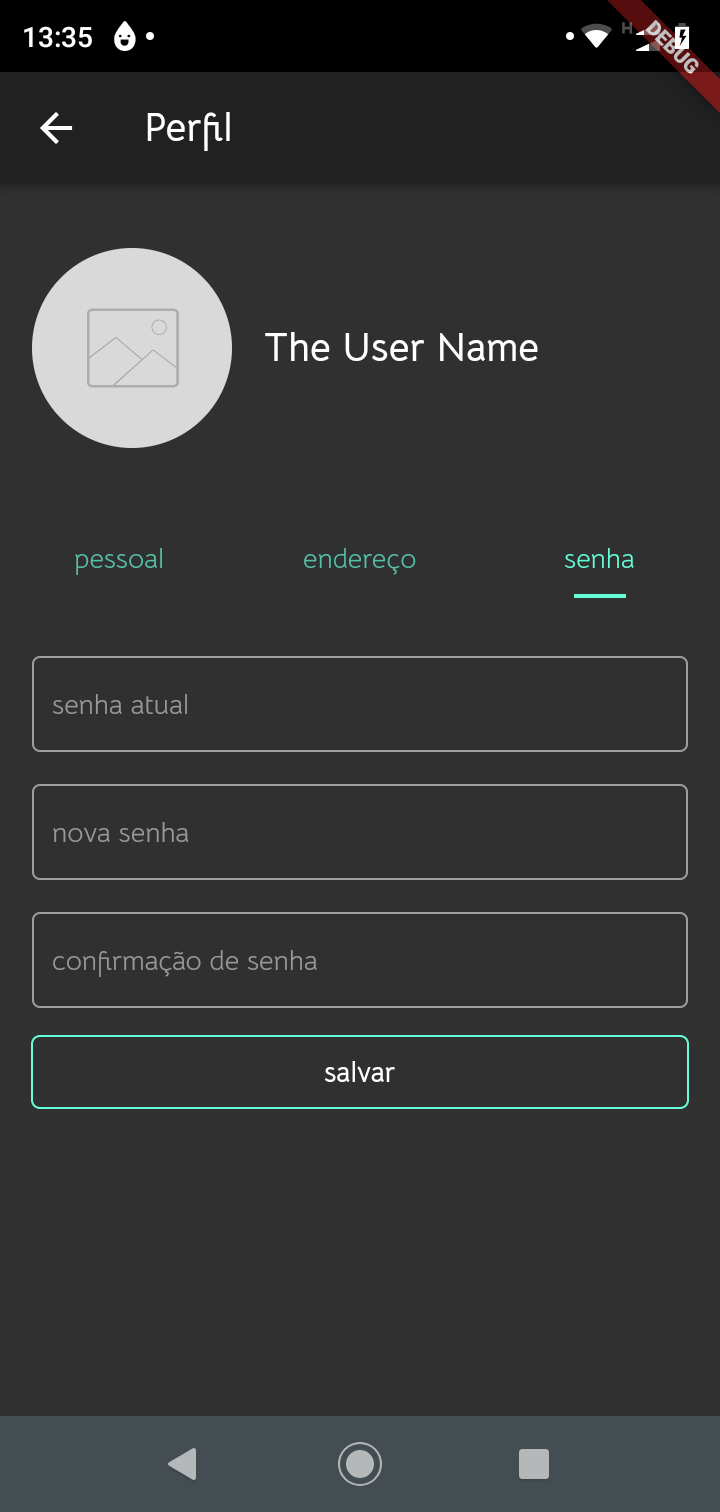 13:35
H
DEBUG
Perfil
The User Name
pessoal endereço senha
senha atual
nova senha
confirmação de senha
salvar